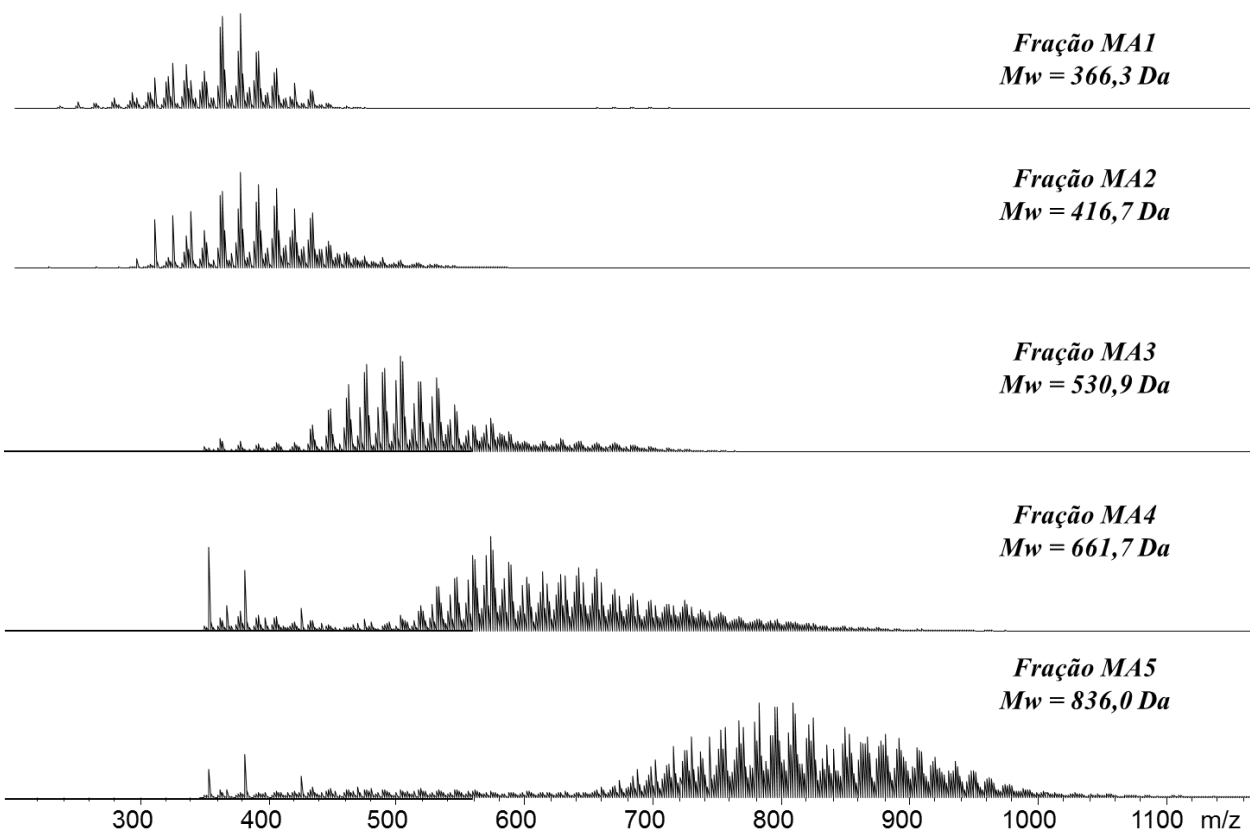 Fração MA1
Mw = 366,3 Da
Fração MA2
Mw = 416,7 Da
Fração MA3
Mw = 530,9 Da
Fração MA4
Mw = 661,7 Da
Fração MA5
Mw = 836,0 Da
300 400 500 600 700 800 900 1000 1100 m/z